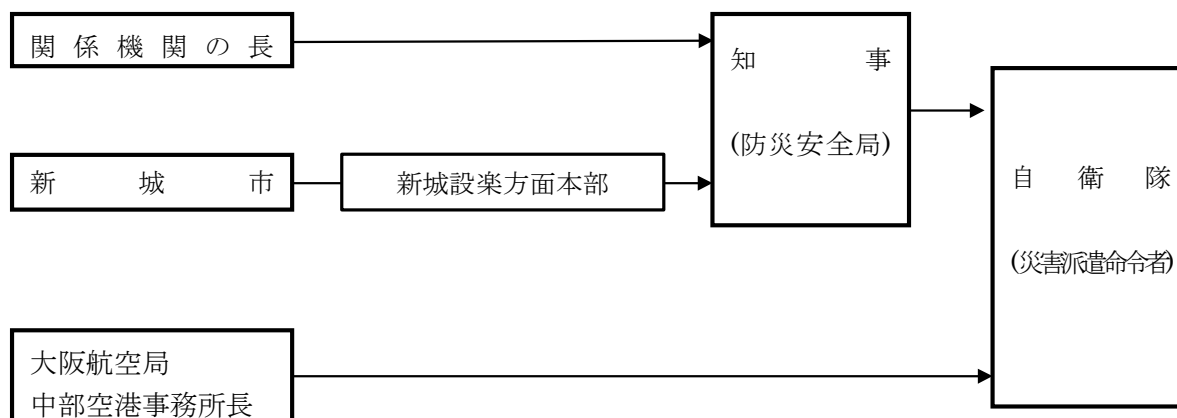 関係機関の長
知事
(防災安全局)
新城市
新城設楽方面本部
自衛隊
(災害派遣命令者)
大阪航空局
中部空港事務所長